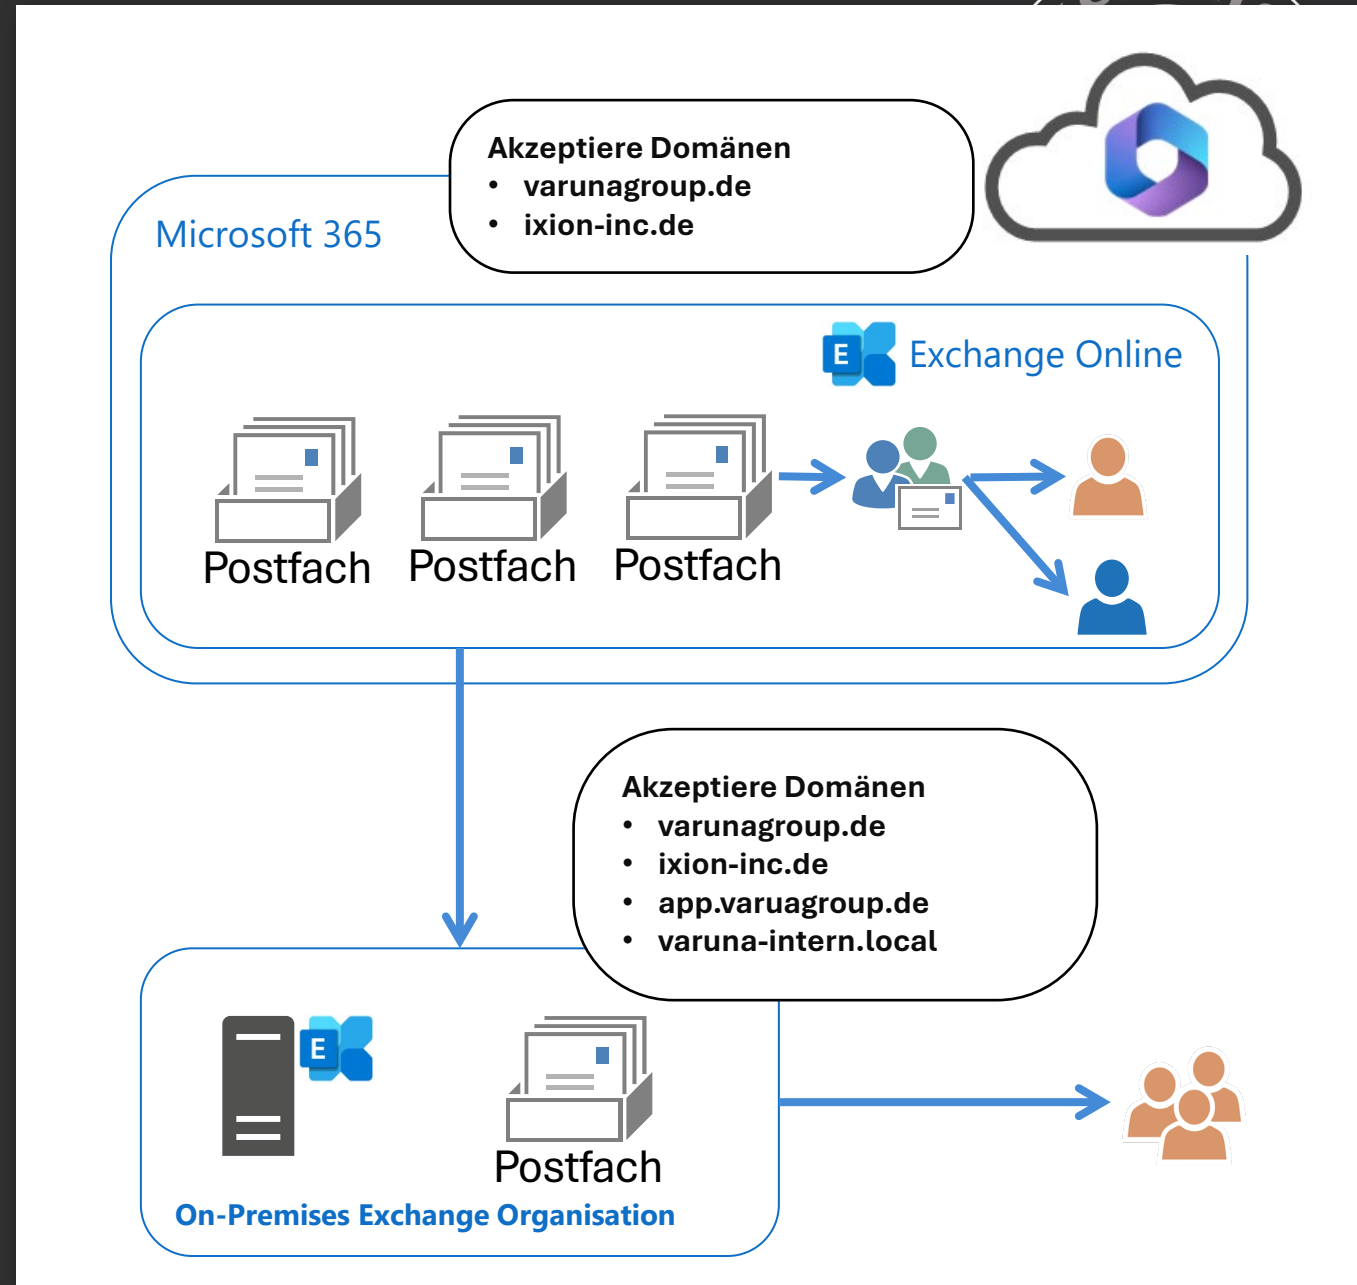 Akzeptiere Domänen
• varunagroup.de
• ixion-inc.de
Microsoft 365
E Exchange Online
Postfach Postfach Postfach
Akzeptiere Domänen
• varunagroup.de
• ixion-inc.de
• app.varuagroup.de
• varuna-intern.local
E
Postfach
On-Premises Exchange Organisation